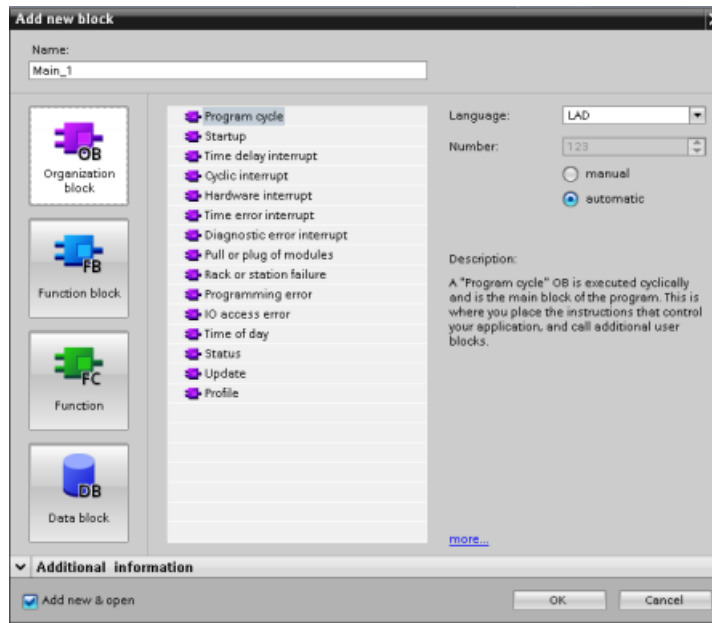 Add new block
Name:
Main_1
OB
Organization
block
FB
Function block
FC
Function
DB
Data block
Program cycle
Startup
Time delay interrupt
Cyclic interrupt
Hardware interrupt
Time error interrupt
Diagnostic error interrupt
Pull or plug of modules
Rack or station failure
Programming error
IO access error
Time of day
Status
Update
Profile
Language:
LAD
Number:
123
manual
automatic
Description:
A "Program cycle" OB is executed cyclically
and is the main block of the program. This is
where you place the instructions that control
your application, and call additional user
blocks.
more...
Additional information
Add new & open
OK
Cancel